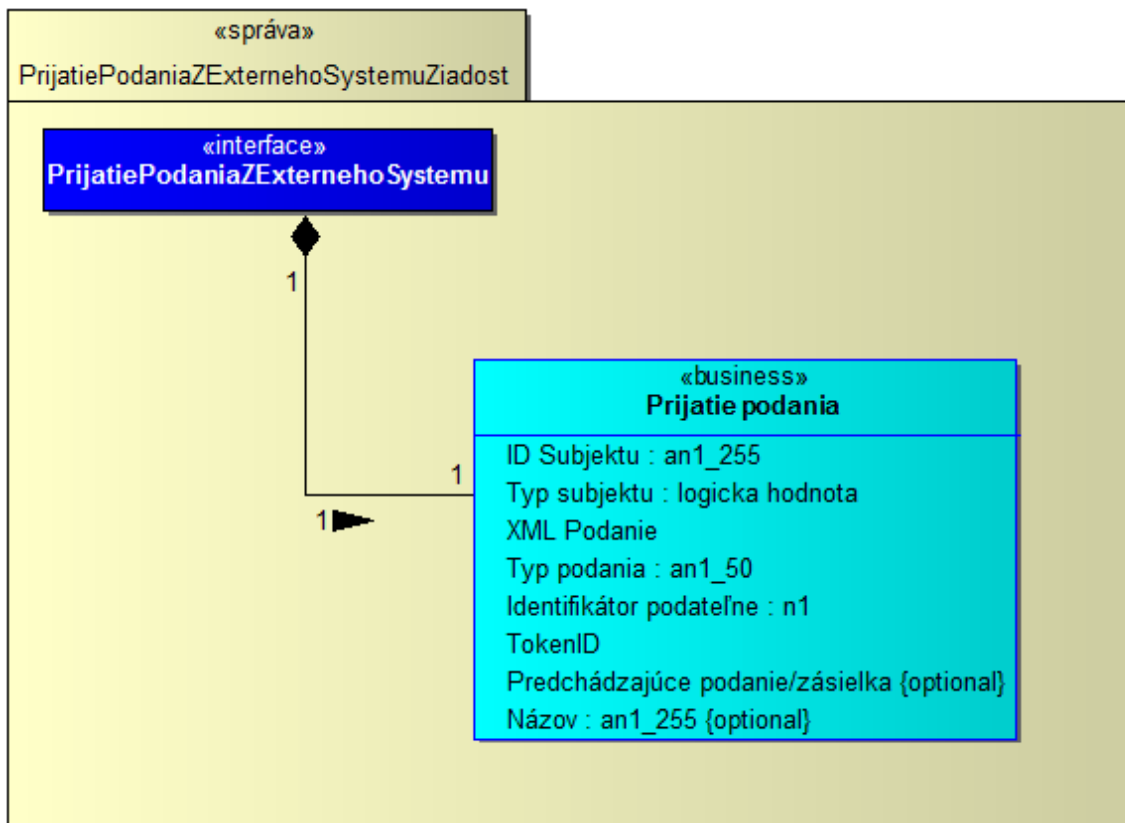 «správa»
PrijatiePodaniaZExternehoSystemuZiadost
«interface»
PrijatiePodaniaZExternehoSystemu
1
1
1
«business»
Prijatie podania
ID Subjektu : an1_255
Typ subjektu : logicka hodnota
XML Podanie
Typ podania : an1_50
Identifikátor podateľne : n1
TokenID
Predchádzajúce podanie/zásielka {optional}
Názov : an1_255 {optional}